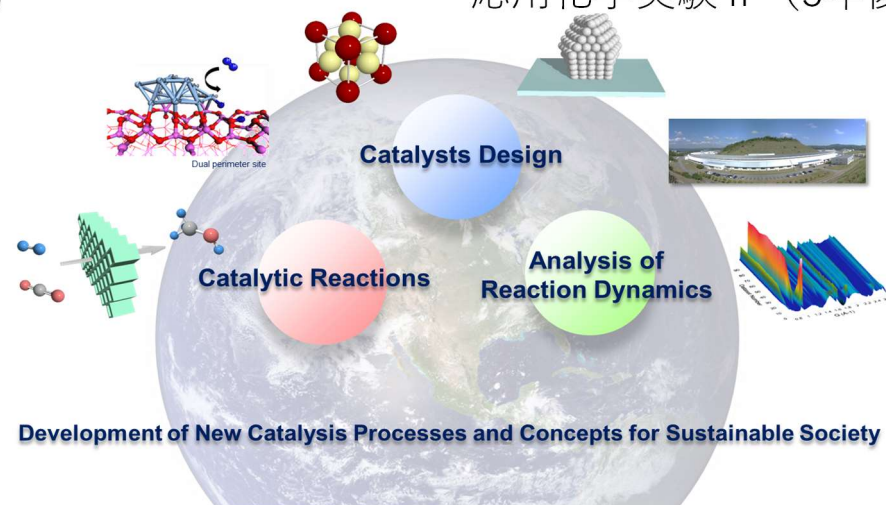 Catalysts Design
Dual perimeter site
Catalytic Reactions
Analysis of
Reaction Dynamics
Q (Å-1)
Development of New Catalysis Processes and Concepts for Sustainable Society